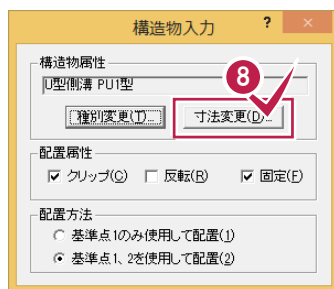 構造物入力 ? ×
構造物属性
U型側溝 PU1型
8
種別変更(T)... 寸法変更(D)...
配置属性
クリップ(C) 反転(R) 固定(F)
配置方法
基準点1のみ使用して配置(1)
基準点1、2を使用して配置(2)